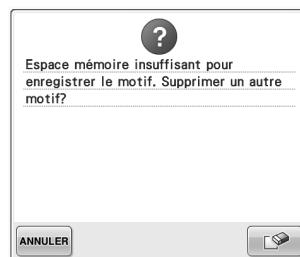 ?
Espace mémoire insuffisant pour
enregistrer le motif. Supprimer un autre
motif?
ANNULER